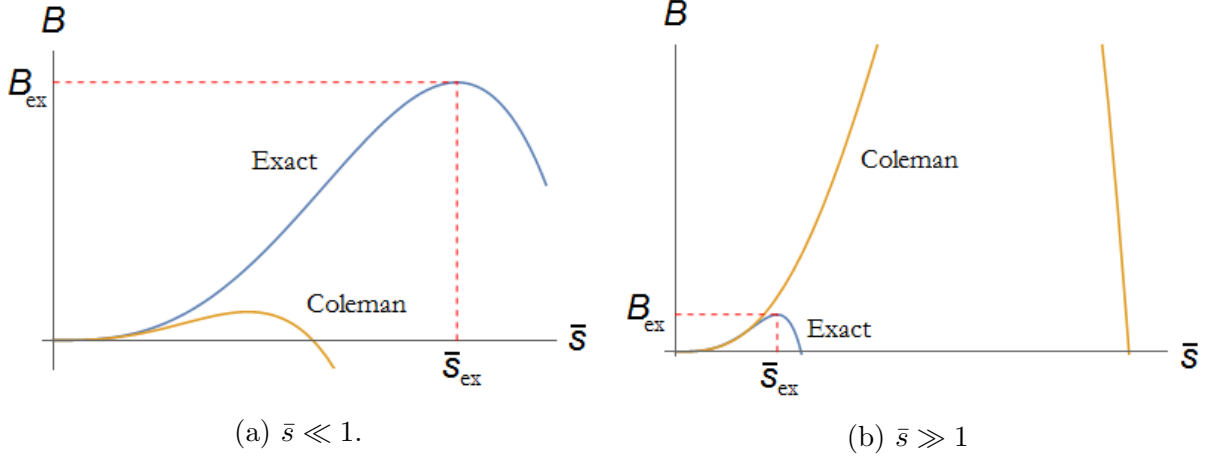 B
B_ex
Exact
Coleman
s̄
s̄_ex
(a) s̄ ≪ 1.
B
Coleman
B_ex
Exact
s̄
s̄_ex
(b) s̄ ≫ 1